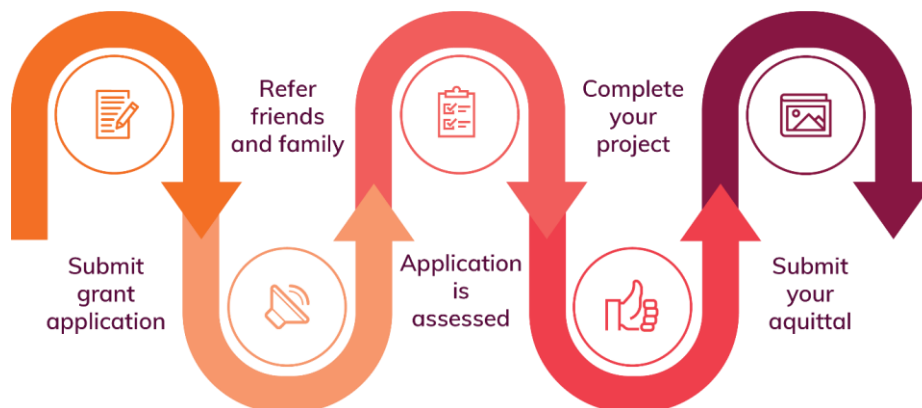 Submit
grant
application
Refer
friends
and family
Application
is
assessed
Complete
your
project
Submit
your
aquittal